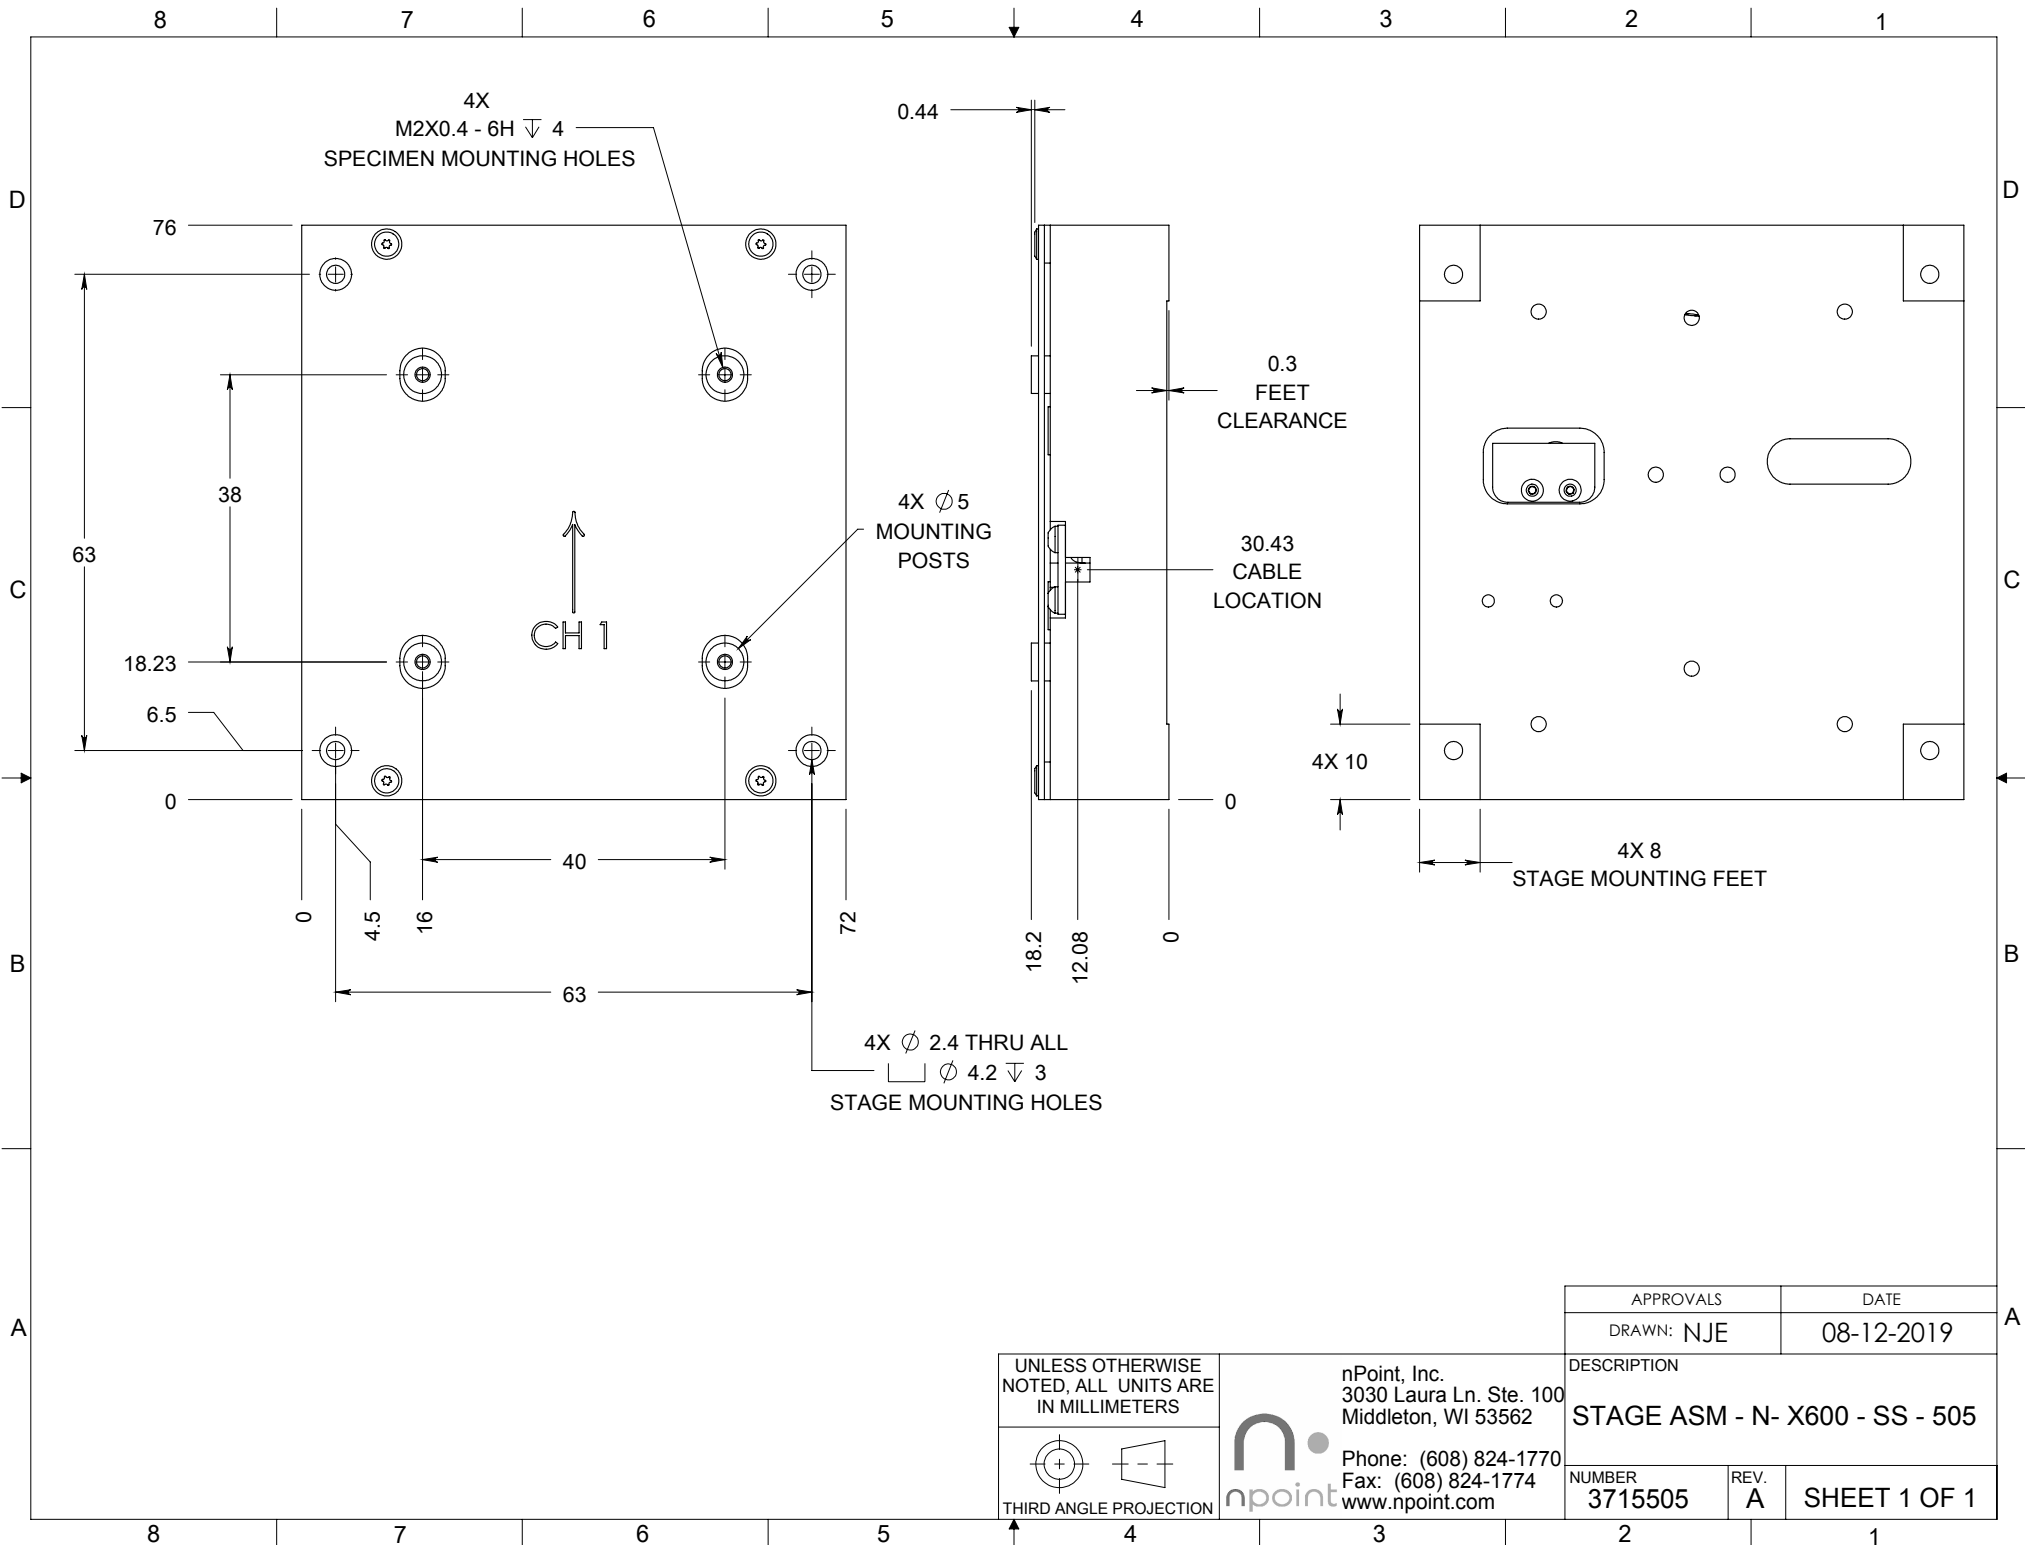 8 7 6 5 4 3 2 1
D D
C C
B B
A A
4X
M2X0.4 - 6H ↧ 4
SPECIMEN MOUNTING HOLES
76
63
38
18.23
6.5
0
CH 1
0
4.5
16
40
72
63
4X ⌀ 5
MOUNTING
POSTS
4X ⌀ 2.4 THRU ALL
⌴ ⌀ 4.2 ↧ 3
STAGE MOUNTING HOLES
0.44
0.3
FEET
CLEARANCE
30.43
CABLE
LOCATION
0
18.2
12.08
0
4X 10
4X 8
STAGE MOUNTING FEET
APPROVALS DATE
DRAWN: NJE 08-12-2019
UNLESS OTHERWISE
NOTED, ALL UNITS ARE
IN MILLIMETERS
THIRD ANGLE PROJECTION
npoint
nPoint, Inc.
3030 Laura Ln. Ste. 100
Middleton, WI 53562
Phone: (608) 824-1770
Fax: (608) 824-1774
www.npoint.com
DESCRIPTION
STAGE ASM - N- X600 - SS - 505
NUMBER
3715505
REV.
A
SHEET 1 OF 1
8 7 6 5 4 3 2 1